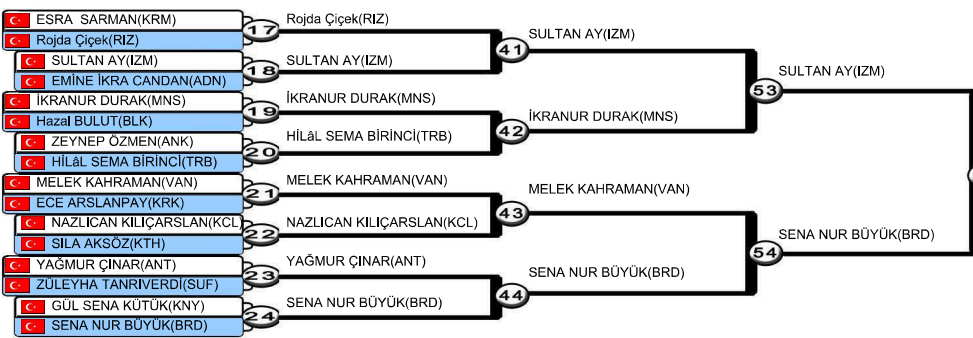 ESRA SARMAN(KRM)
Rojda Çiçek(RIZ)
SULTAN AY(IZM)
EMİNE İKRA CANDAN(ADN)
İKRANUR DURAK(MNS)
Hazal BULUT(BLK)
ZEYNEP ÖZMEN(ANK)
HİLâL SEMA BİRİNCİ(TRB)
MELEK KAHRAMAN(VAN)
ECE ARSLANPAY(KRK)
NAZLICAN KILIÇARSLAN(KCL)
SILA AKSÖZ(KTH)
YAĞMUR ÇINAR(ANT)
ZÜLEYHA TANRIVERDİ(SUF)
GÜL SENA KÜTÜK(KNY)
SENA NUR BÜYÜK(BRD)
17
18
19
20
21
22
23
24
Rojda Çiçek(RIZ)
SULTAN AY(IZM)
İKRANUR DURAK(MNS)
HİLâL SEMA BİRİNCİ(TRB)
MELEK KAHRAMAN(VAN)
NAZLICAN KILIÇARSLAN(KCL)
YAĞMUR ÇINAR(ANT)
SENA NUR BÜYÜK(BRD)
41
42
43
44
SULTAN AY(IZM)
İKRANUR DURAK(MNS)
MELEK KAHRAMAN(VAN)
SENA NUR BÜYÜK(BRD)
53
54
SULTAN AY(IZM)
SENA NUR BÜYÜK(BRD)